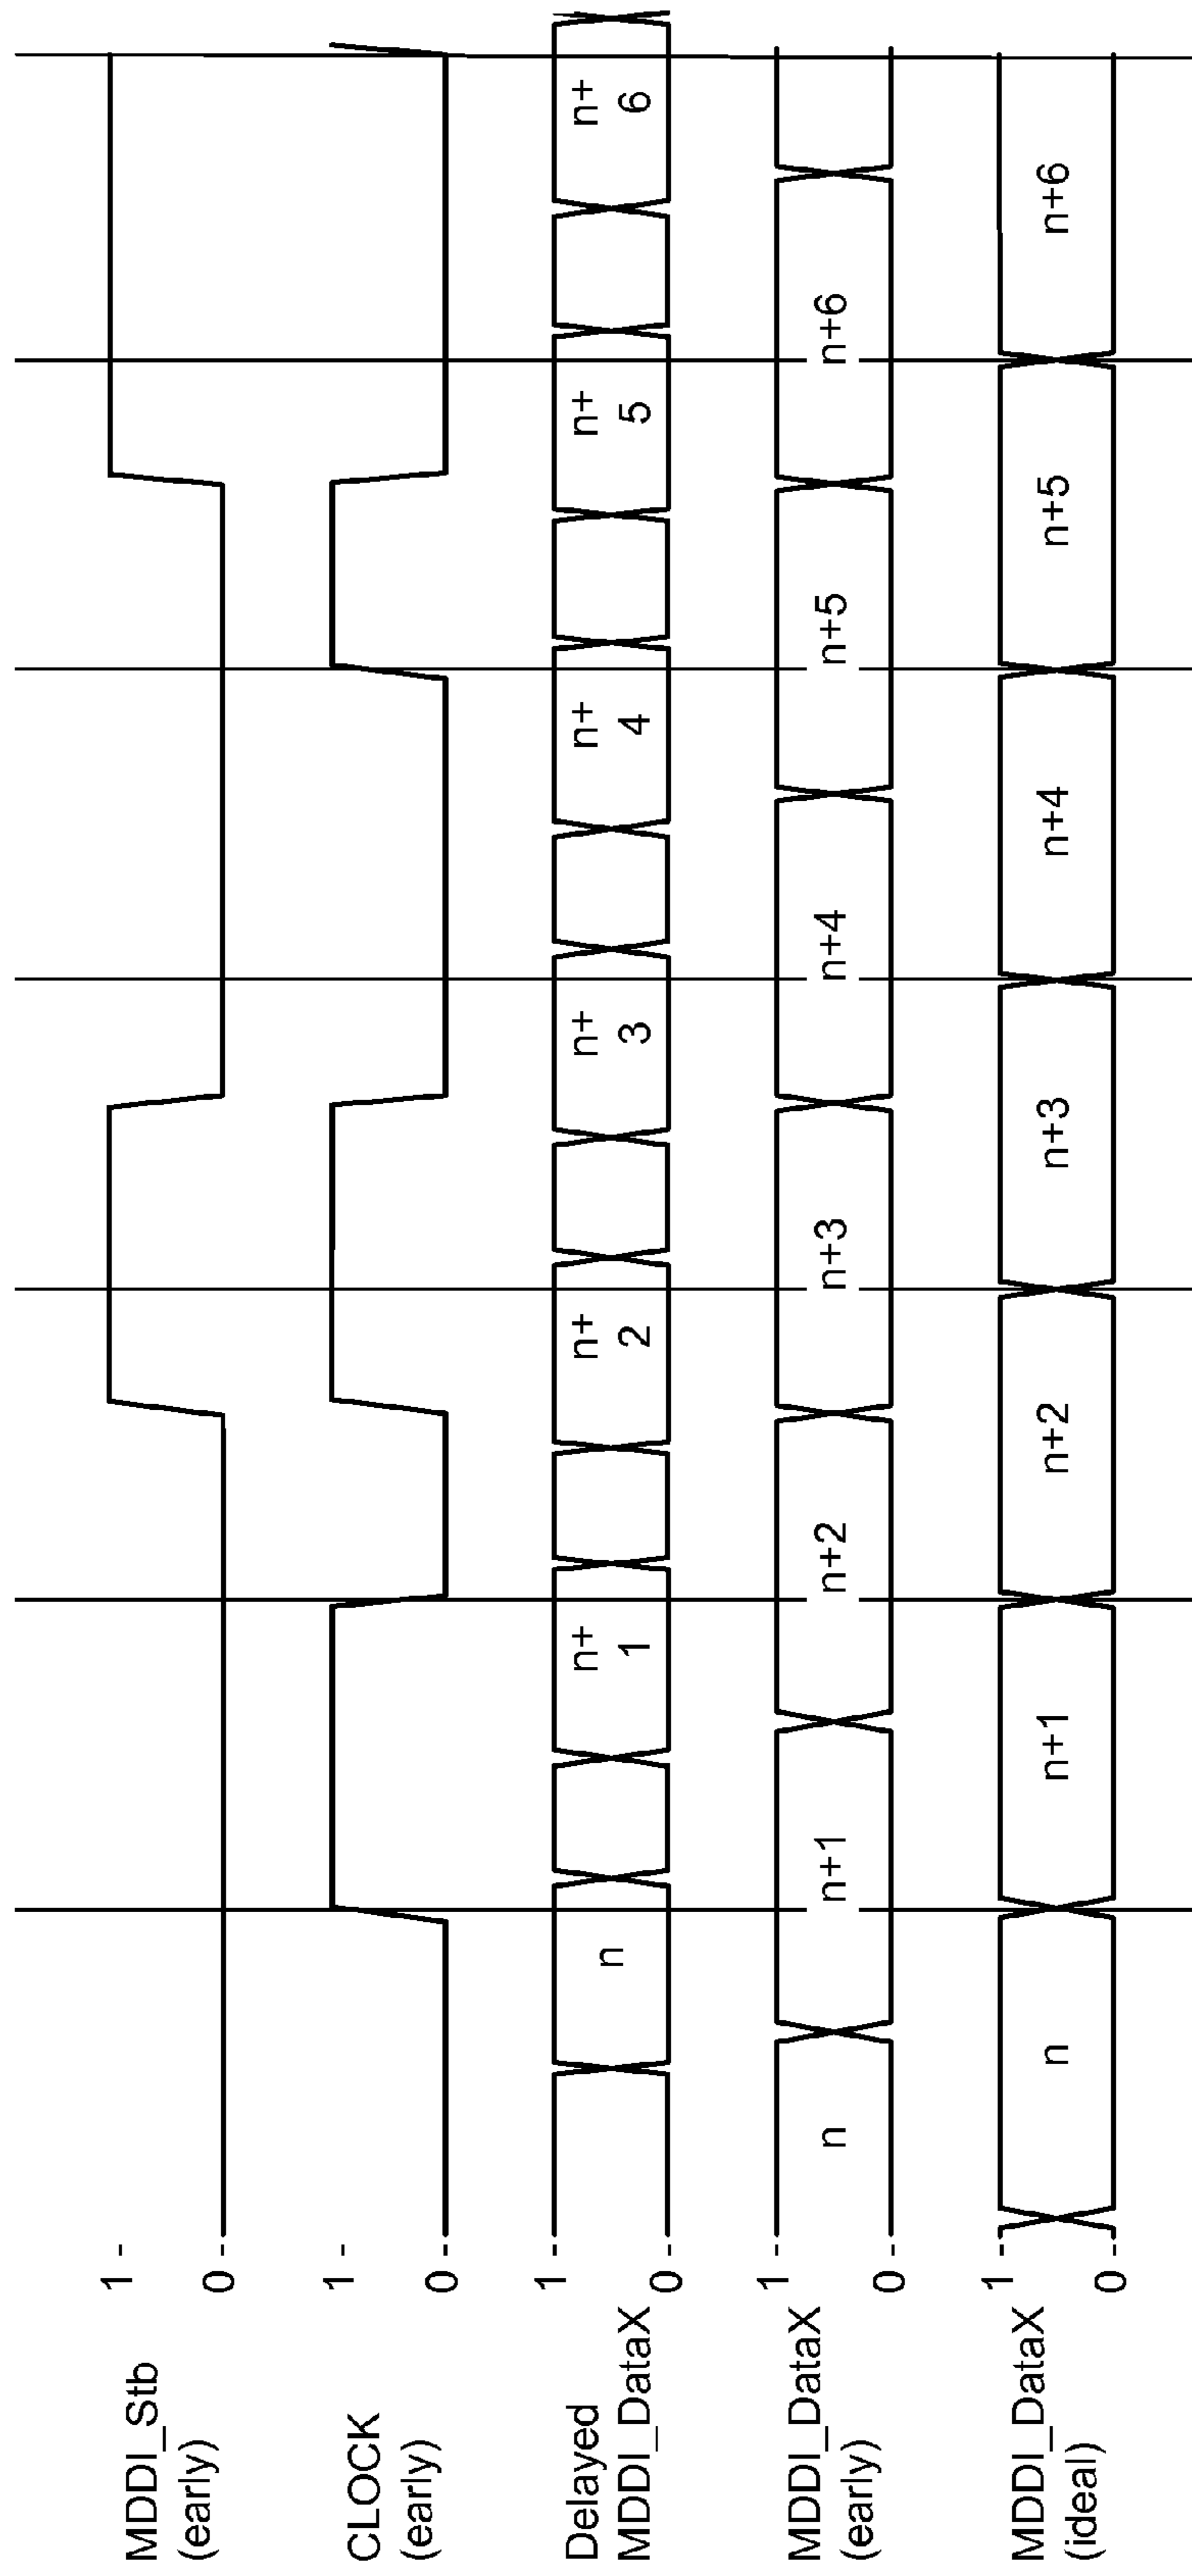 MDDI_Stb
(early)
1
0
CLOCK
(early)
1
0
Delayed
MDDI_DataX
1
0
n
n+
1
n+
2
n+
3
n+
4
n+
5
n+
6
MDDI_DataX
(early)
1
0
n
n+1
n+2
n+3
n+4
n+5
n+6
MDDI_DataX
(ideal)
1
0
n
n+1
n+2
n+3
n+4
n+5
n+6